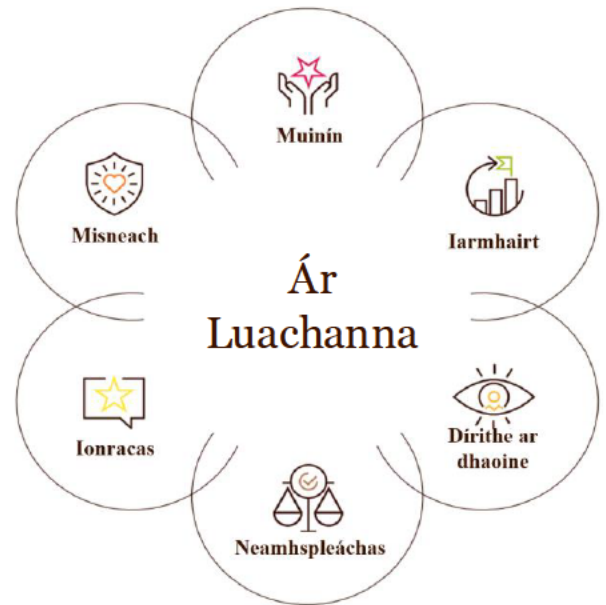 Muinín
Misneach
Iarmhairt
Ár
Luachanna
Ionracas
Dírithe ar
dhaoine
Neamhspleáchas